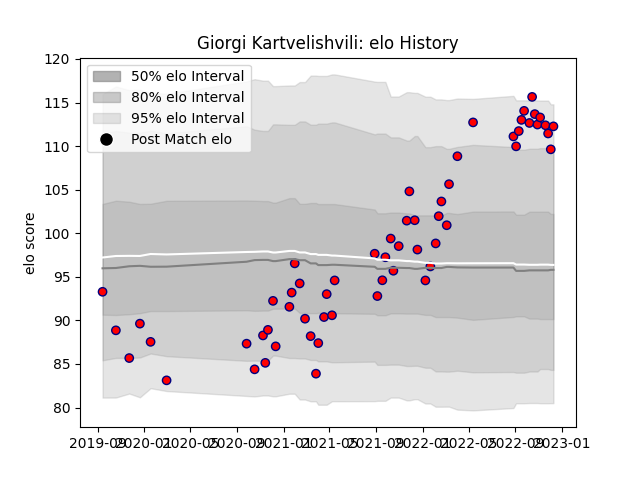 Giorgi Kartvelishvili: elo History
50% elo Interval
80% elo Interval
95% elo Interval
Post Match elo
elo score
120
115
110
105
100
95
90
85
80
2019-09 2020-01 2020-05 2020-09 2021-01 2021-05 2021-09 2022-01 2022-05 2022-09 2023-01